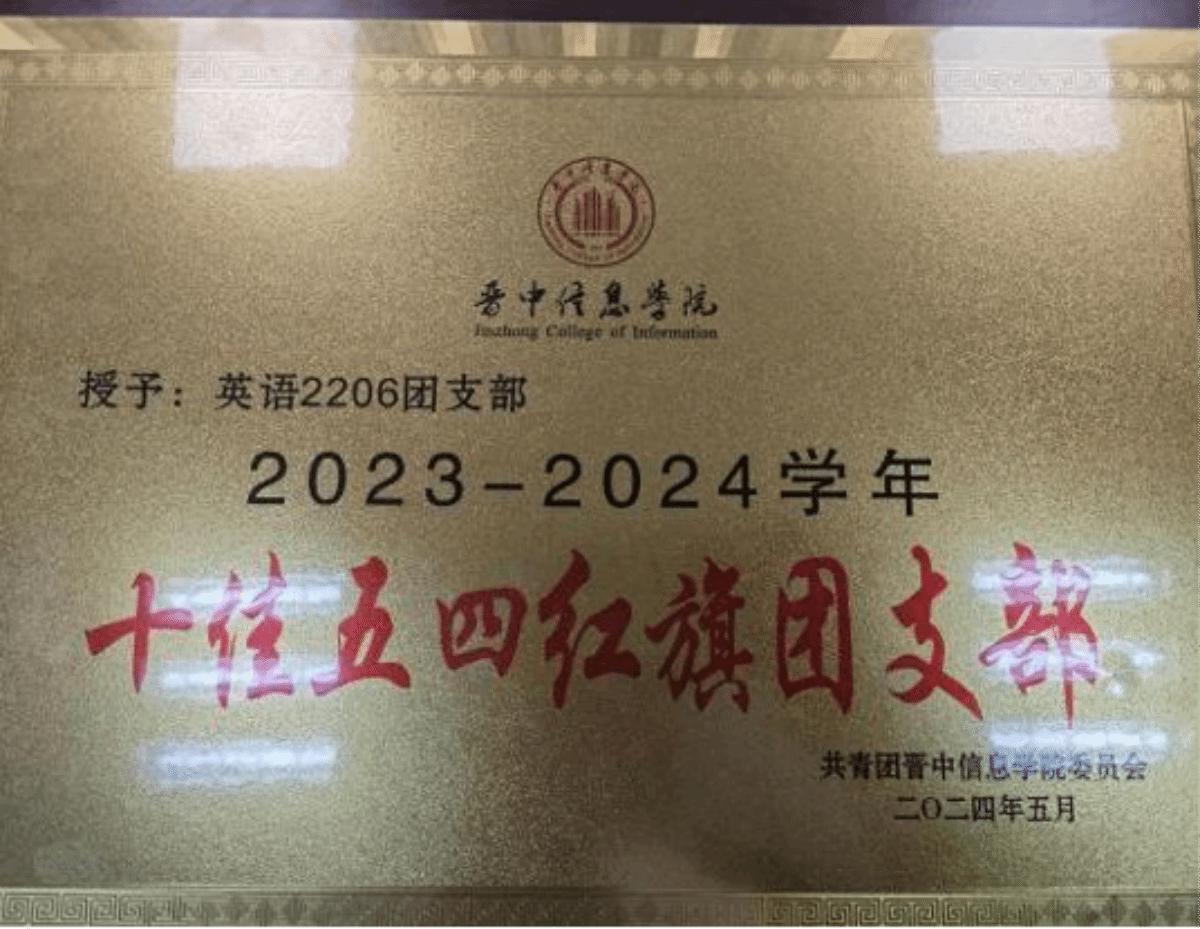 晋中信息学院
Jinzhong College of Information
授予：英语2206团支部
2023-2024学年
十佳五四红旗团支部
共青团晋中信息学院委员会
二〇二四年五月